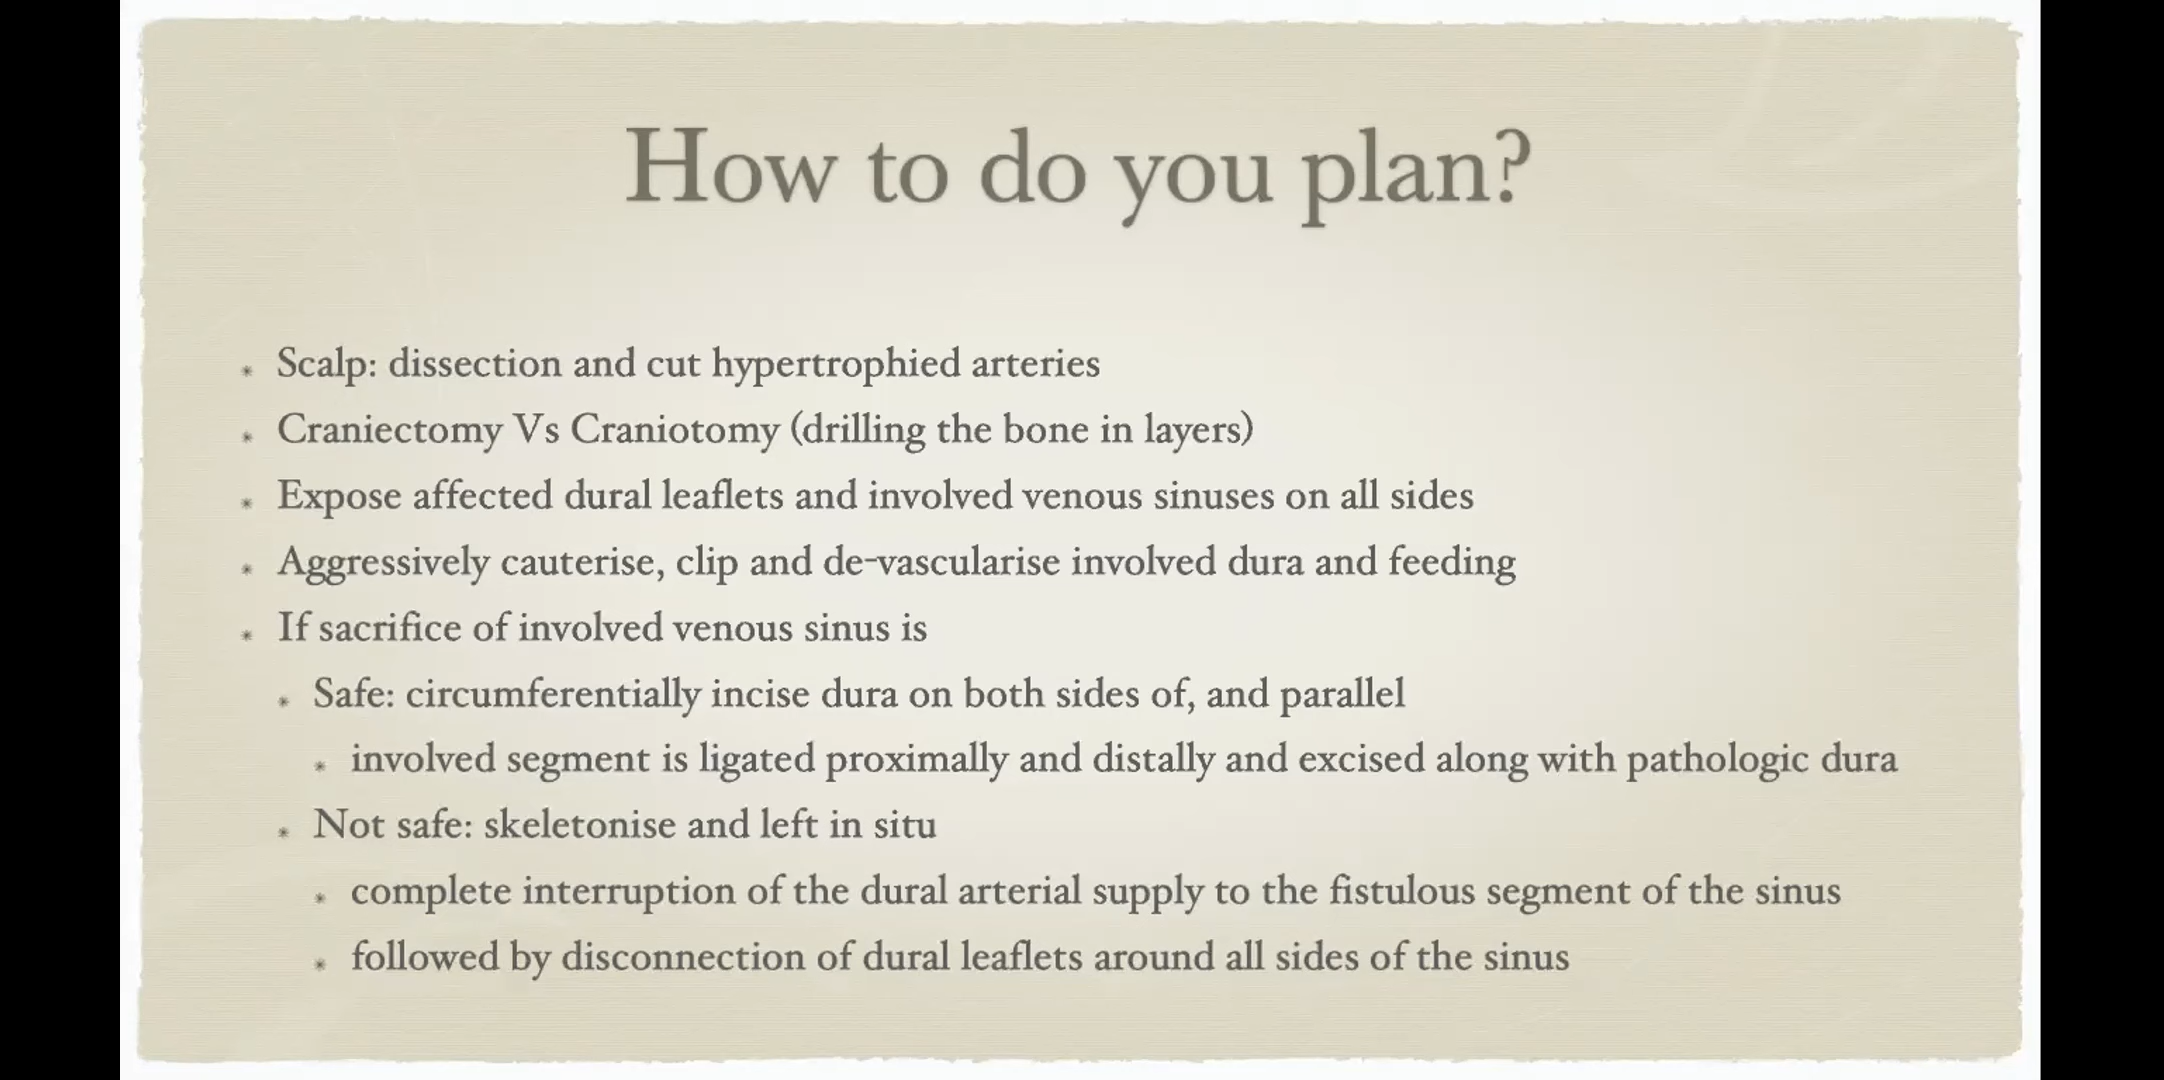 How to do you plan?
Scalp: dissection and cut hypertrophied arteries
Craniectomy Vs Craniotomy (drilling the bone in layers)
Expose affected dural leaflets and involved venous sinuses on all sides
Aggressively cauterise, clip and de-vascularise involved dura and feeding
If sacrifice of involved venous sinus is
Safe: circumferentially incise dura on both sides of, and parallel
involved segment is ligated proximally and distally and excised along with pathologic dura
Not safe: skeletonise and left in situ
complete interruption of the dural arterial supply to the fistulous segment of the sinus
followed by disconnection of dural leaflets around all sides of the sinus